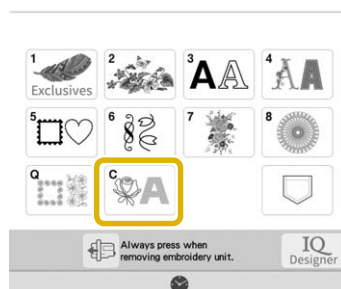 1
Exclusives
2
3
AA
4
AA
5
6
7
8
Q
C
A
Always press when
removing embroidery unit.
IQ
Designer